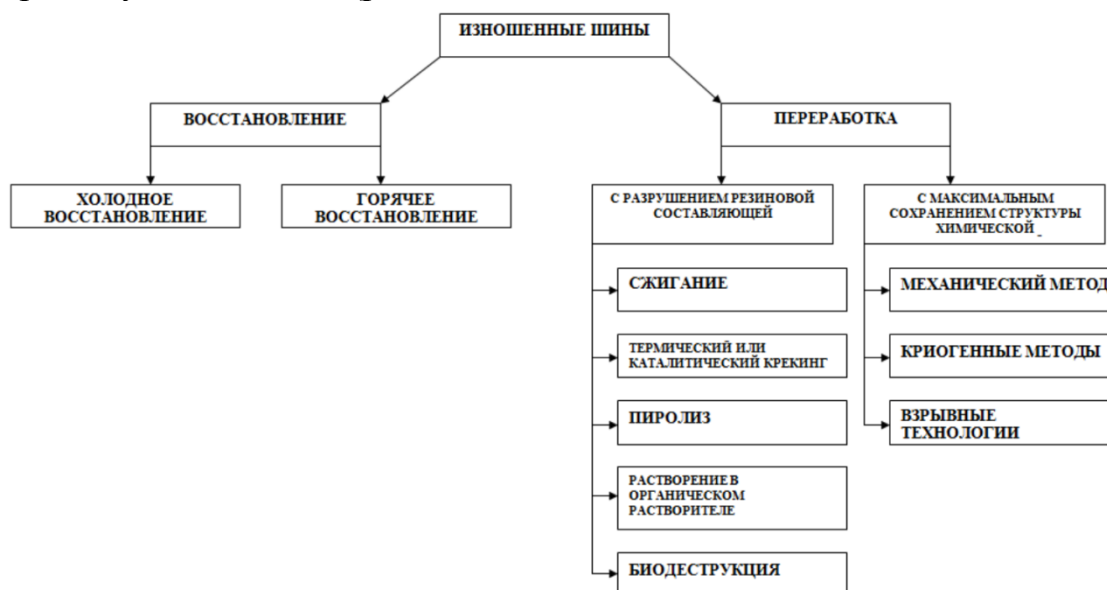 ИЗНОШЕННЫЕ ШИНЫ
ВОССТАНОВЛЕНИЕ
ПЕРЕРАБОТКА
ХОЛОДНОЕ
ВОССТАНОВЛЕНИЕ
ГОРЯЧЕЕ
ВОССТАНОВЛЕНИЕ
С РАЗРУШЕНИЕМ РЕЗИНОВОЙ
СОСТАВЛЯЮЩЕЙ
С МАКСИМАЛЬНЫМ
СОХРАНЕНИЕМ СТРУКТУРЫ
ХИМИЧЕСКОЙ _
СЖИГАНИЕ
ТЕРМИЧЕСКИЙ ИЛИ
КАТАЛИТИЧЕСКИЙ КРЕКИНГ
ПИРОЛИЗ
РАСТВОРЕНИЕ В
ОРГАНИЧЕСКОМ
РАСТВОРИТЕЛЕ
БИОДЕСТРУКЦИЯ
МЕХАНИЧЕСКИЙ МЕТОД
КРИОГЕННЫЕ МЕТОДЫ
ВЗРЫВНЫЕ
ТЕХНОЛОГИИ